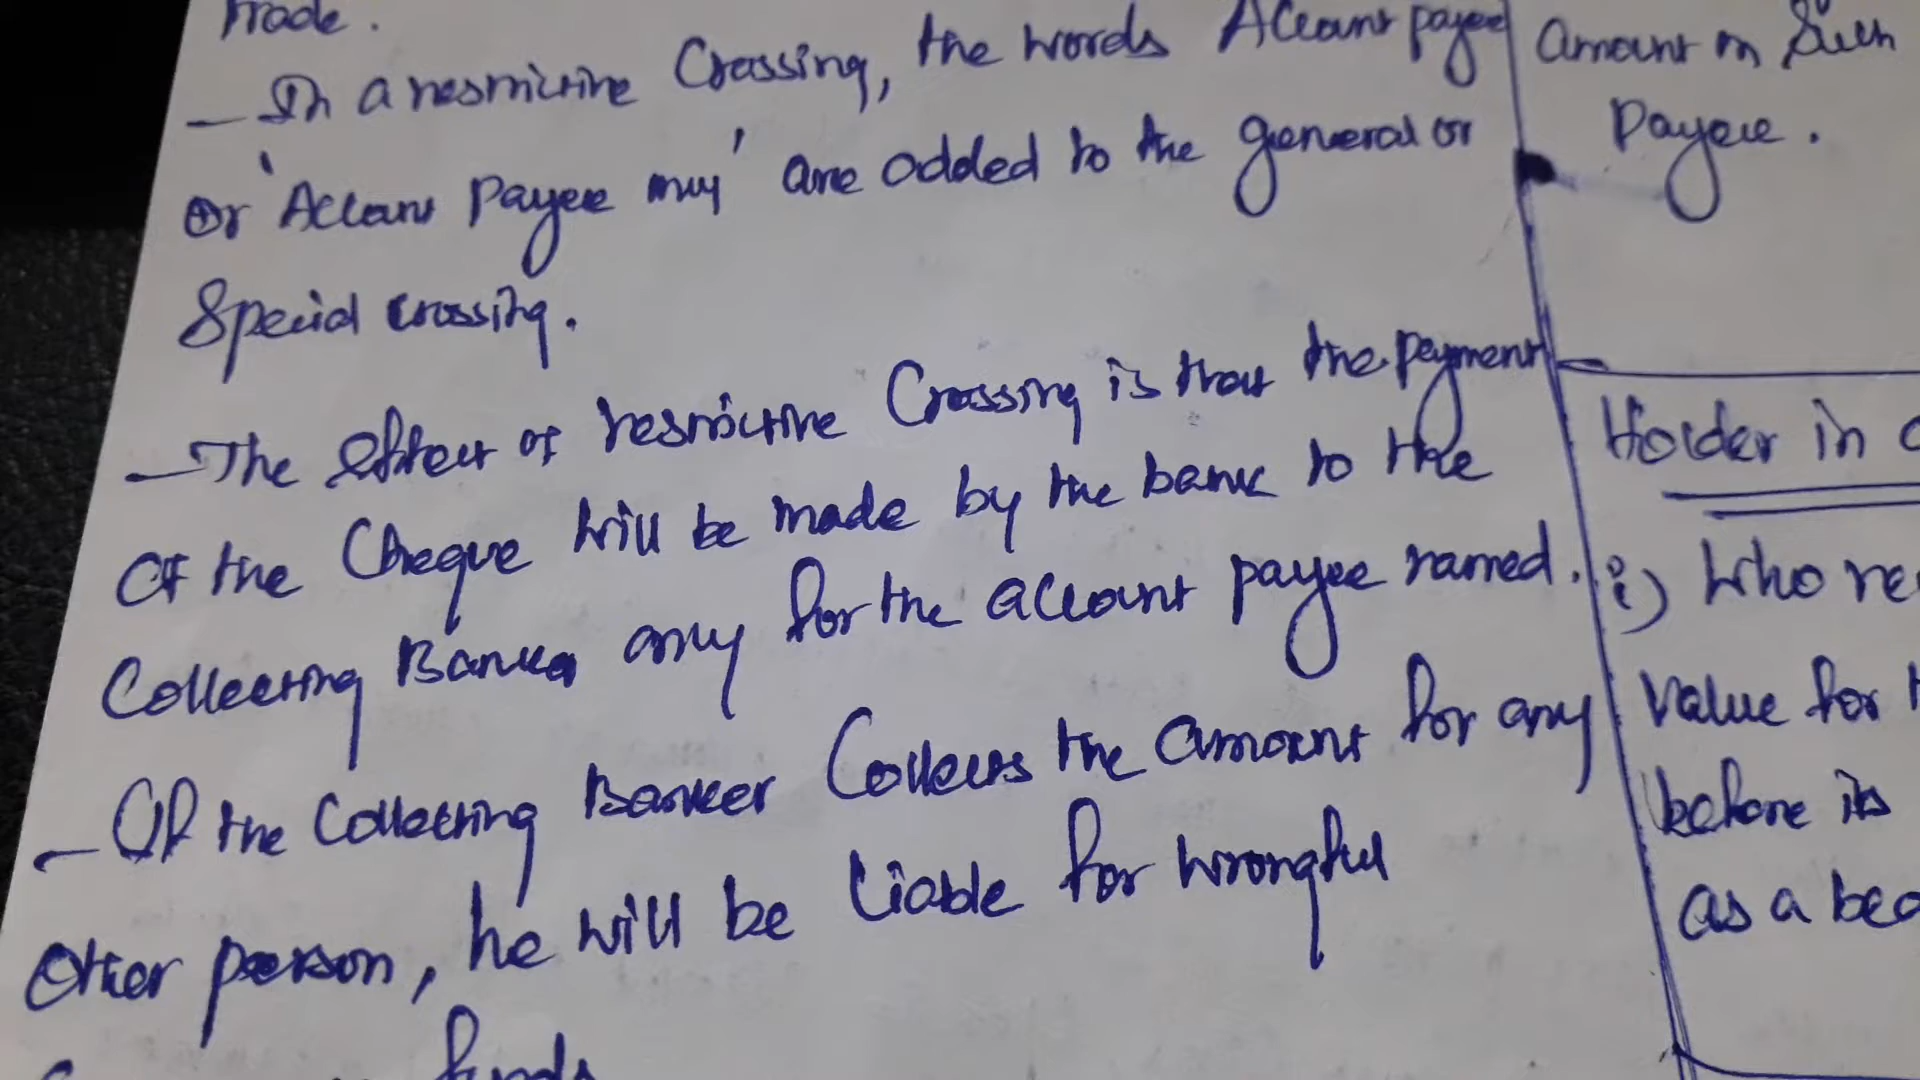 Trade.
- In a restrictive Crossing, the words Account payee
or 'Account Payee only' are added to the general or
Special crossing.
- The effect of restrictive Crossing is that the payment
of the Cheque will be made by the bank to the
Collecting Banker only for the account payee named.
- If the Collecting Banker Collects the amount for any
other person, he will be liable for wrongful
funds
Amount on Such
Payee.
Holder in
i) Who re
Value for
before its
as a bea